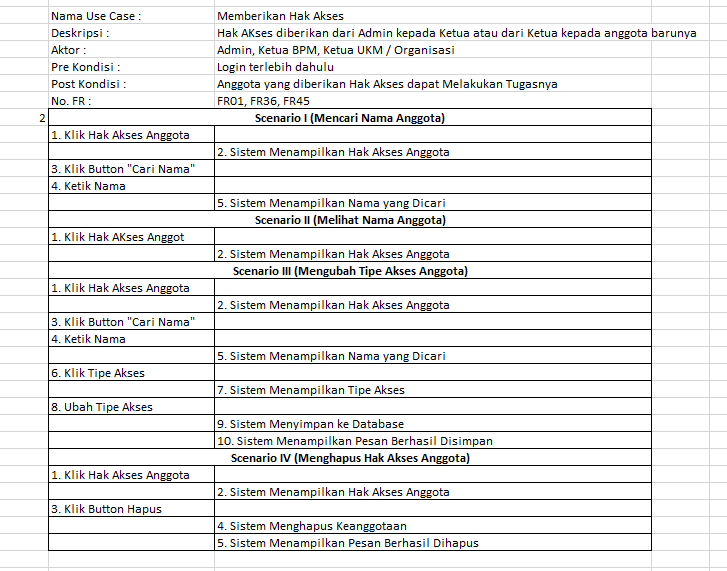 Nama Use Case : Memberikan Hak Akses
Deskripsi : Hak AKses diberikan dari Admin kepada Ketua atau dari Ketua kepada anggota barunya
Aktor : Admin, Ketua BPM, Ketua UKM / Organisasi
Pre Kondisi : Login terlebih dahulu
Post Kondisi : Anggota yang diberikan Hak Akses dapat Melakukan Tugasnya
No. FR : FR01, FR36, FR45
2 Scenario I (Mencari Nama Anggota)
1. Klik Hak Akses Anggota
2. Sistem Menampilkan Hak Akses Anggota
3. Klik Button "Cari Nama"
4. Ketik Nama
5. Sistem Menampilkan Nama yang Dicari
Scenario II (Melihat Nama Anggota)
1. Klik Hak AKses Anggot
2. Sistem Menampilkan Hak Akses Anggota
Scenario III (Mengubah Tipe Akses Anggota)
1. Klik Hak Akses Anggota
2. Sistem Menampilkan Hak Akses Anggota
3. Klik Button "Cari Nama"
4. Ketik Nama
5. Sistem Menampilkan Nama yang Dicari
6. Klik Tipe Akses
7. Sistem Menampilkan Tipe Akses
8. Ubah Tipe Akses
9. Sistem Menyimpan ke Database
10. Sistem Menampilkan Pesan Berhasil Disimpan
Scenario IV (Menghapus Hak Akses Anggota)
1. Klik Hak Akses Anggota
2. Sistem Menampilkan Hak Akses Anggota
3. Klik Button Hapus
4. Sistem Menghapus Keanggotaan
5. Sistem Menampilkan Pesan Berhasil Dihapus